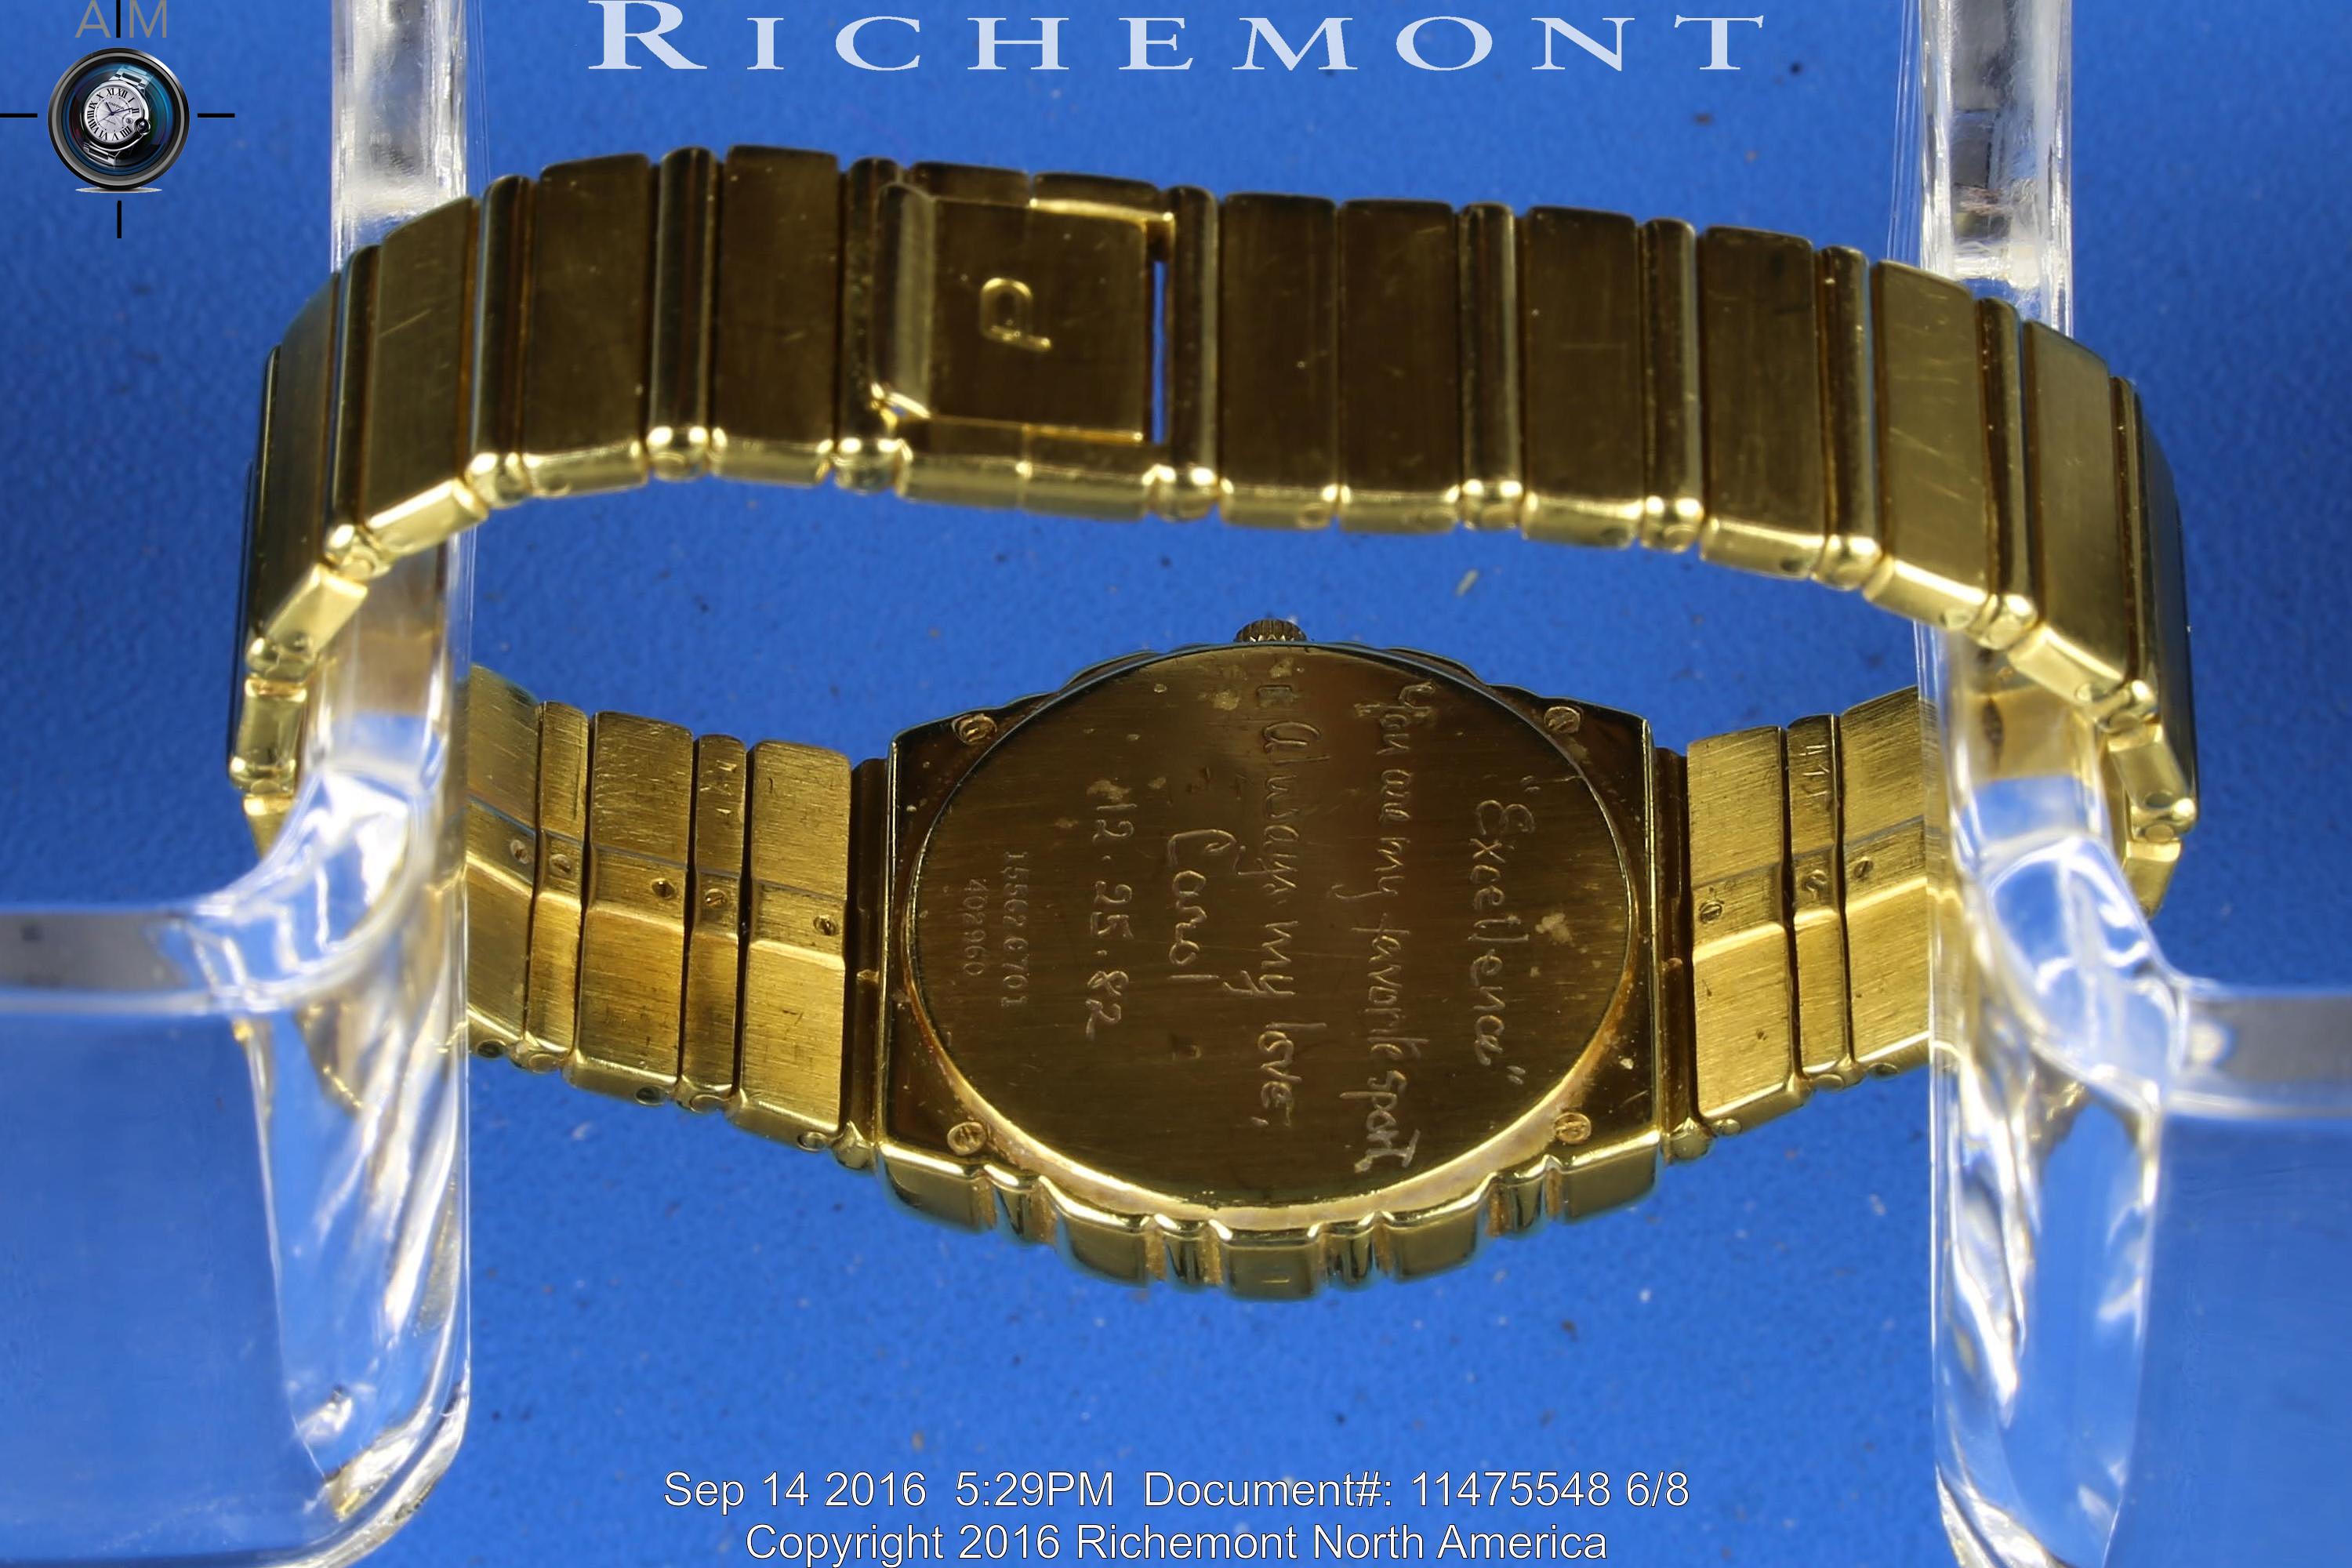 AIM
RICHEMONT
P
"Excellence"
You are my favorite sport,
& Always my love,
Carol
12.25.82
15562 C 701
402960
Sep 14 2016 5:29PM Document#: 11475548 6/8
Copyright 2016 Richemont North America